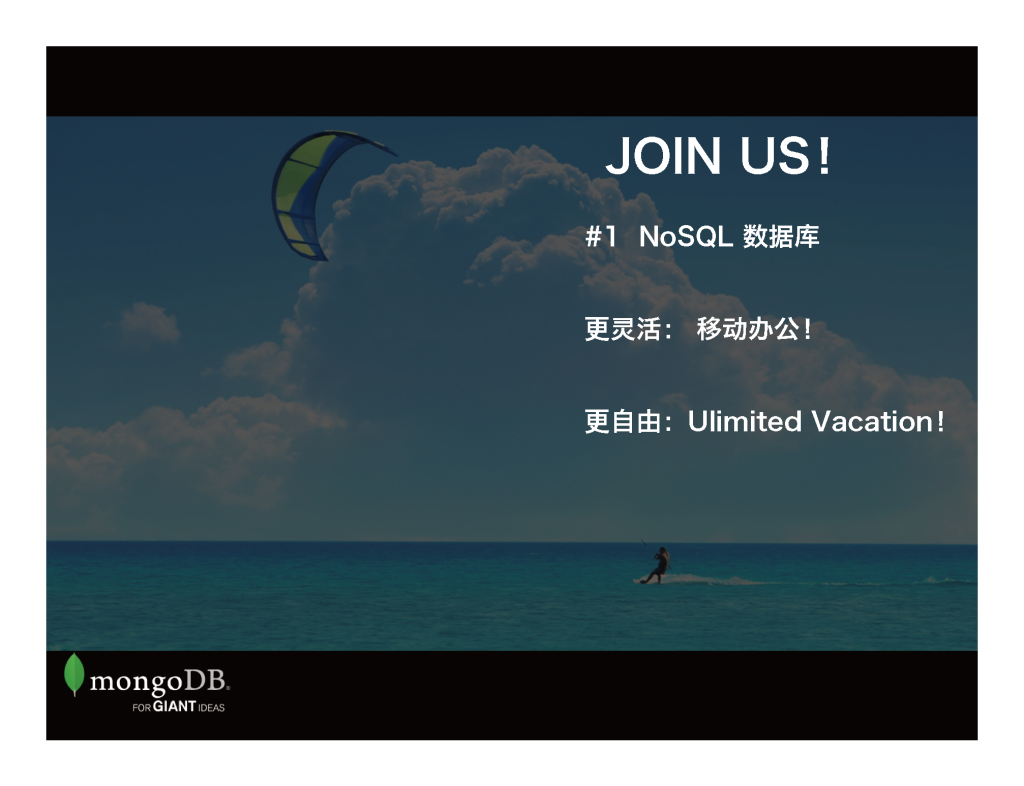 JOIN US！
#1 NoSQL 数据库
更灵活： 移动办公！
更自由：Ulimited Vacation！
mongoDB®
FOR GIANT IDEAS